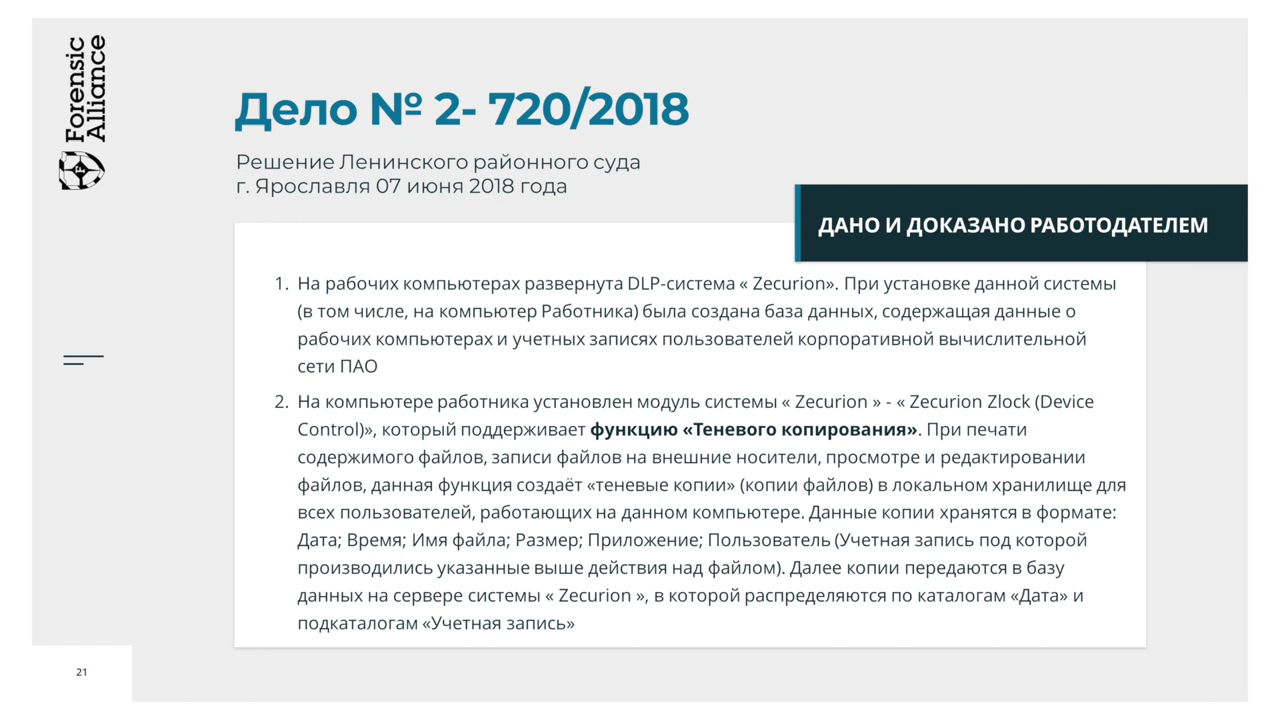 Forensic
Alliance
Дело № 2- 720/2018
Решение Ленинского районного суда
г. Ярославля 07 июня 2018 года
ДАНО И ДОКАЗАНО РАБОТОДАТЕЛЕМ
1. На рабочих компьютерах развернута DLP-система « Zecurion». При установке данной системы
(в том числе, на компьютер Работника) была создана база данных, содержащая данные о
рабочих компьютерах и учетных записях пользователей корпоративной вычислительной
сети ПАО
2. На компьютере работника установлен модуль системы « Zecurion » - « Zecurion Zlock (Device
Control)», который поддерживает функцию «Теневого копирования». При печати
содержимого файлов, записи файлов на внешние носители, просмотре и редактировании
файлов, данная функция создаёт «теневые копии» (копии файлов) в локальном хранилище для
всех пользователей, работающих на данном компьютере. Данные копии хранятся в формате:
Дата; Время; Имя файла; Размер; Приложение; Пользователь (Учетная запись под которой
производились указанные выше действия над файлом). Далее копии передаются в базу
данных на сервере системы « Zecurion », в которой распределяются по каталогам «Дата» и
подкаталогам «Учетная запись»
21